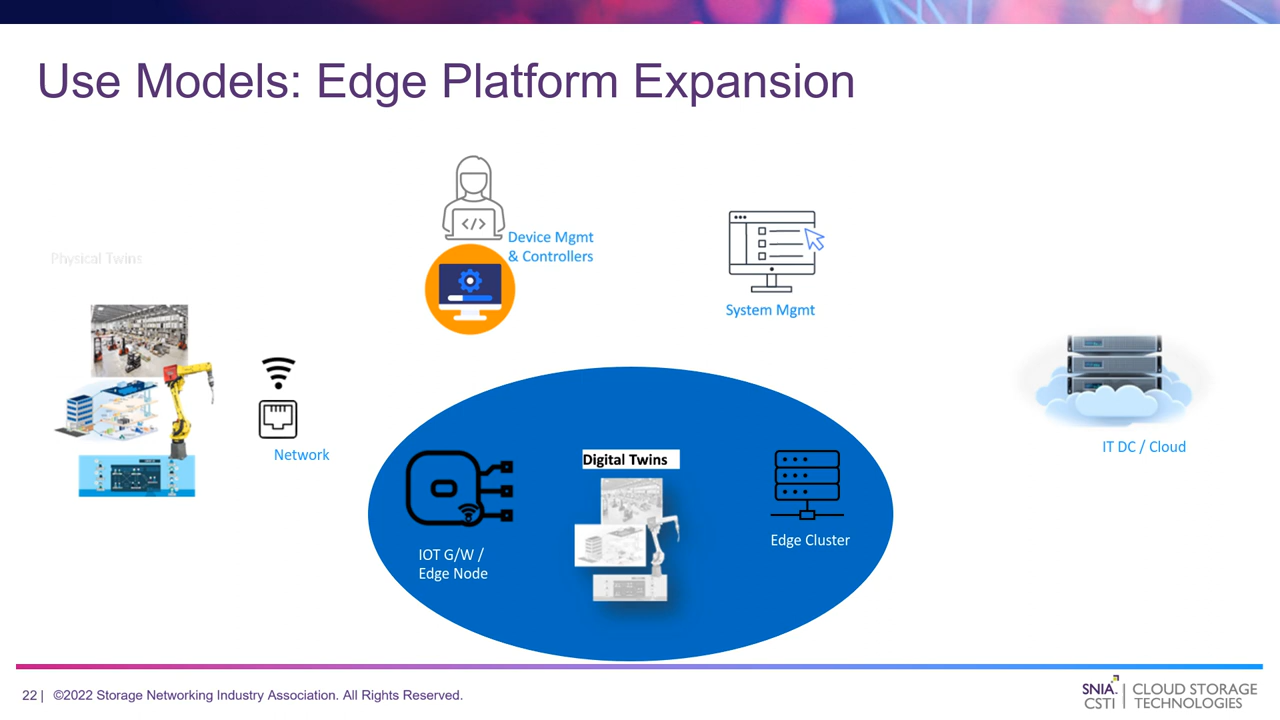 Use Models: Edge Platform Expansion
</>
Device Mgmt
& Controllers
System Mgmt
Physical Twins
Network
IT DC / Cloud
Digital Twins
IOT G/W /
Edge Node
Edge Cluster
22 | ©2022 Storage Networking Industry Association. All Rights Reserved.
SNIA.
CSTI
CLOUD STORAGE
TECHNOLOGIES